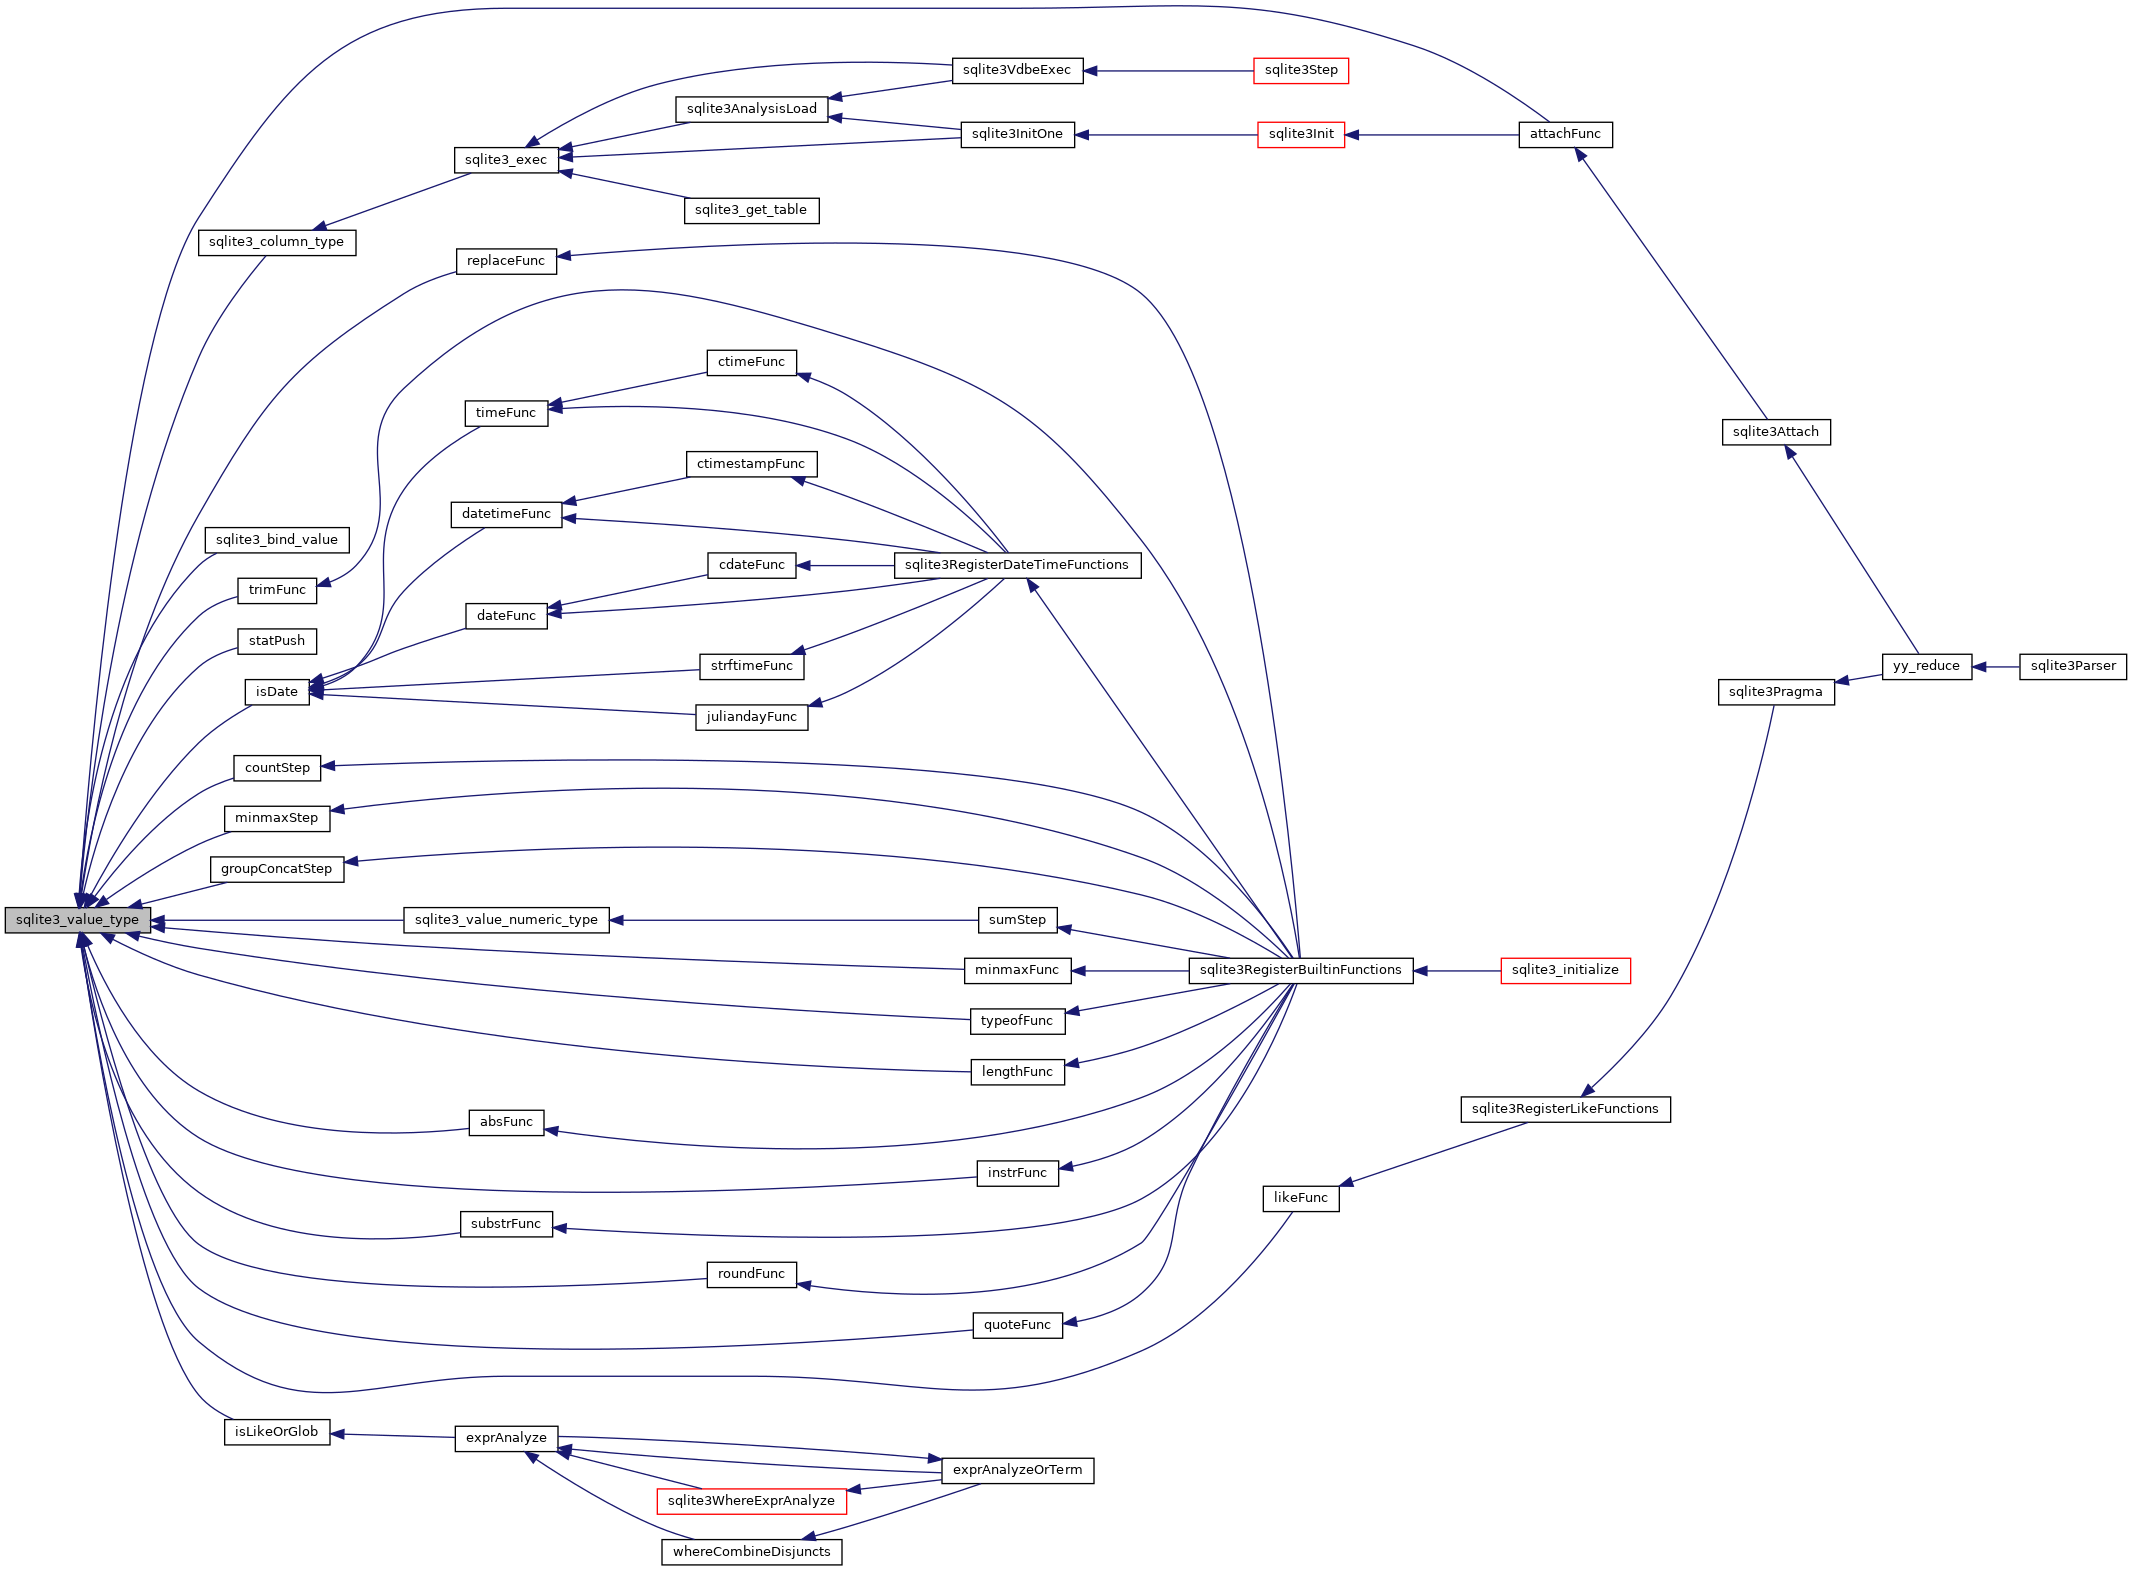 sqlite3VdbeExec
sqlite3Step
sqlite3AnalysisLoad
sqlite3InitOne
sqlite3Init
attachFunc
sqlite3_exec
sqlite3_get_table
sqlite3_column_type
replaceFunc
ctimeFunc
timeFunc
sqlite3Attach
ctimestampFunc
datetimeFunc
sqlite3_bind_value
cdateFunc
sqlite3RegisterDateTimeFunctions
trimFunc
dateFunc
statPush
strftimeFunc
yy_reduce
sqlite3Parser
isDate
sqlite3Pragma
juliandayFunc
countStep
minmaxStep
groupConcatStep
sqlite3_value_type
sqlite3_value_numeric_type
sumStep
minmaxFunc
sqlite3RegisterBuiltinFunctions
sqlite3_initialize
typeofFunc
lengthFunc
sqlite3RegisterLikeFunctions
absFunc
instrFunc
likeFunc
substrFunc
roundFunc
quoteFunc
isLikeOrGlob
exprAnalyze
exprAnalyzeOrTerm
sqlite3WhereExprAnalyze
whereCombineDisjuncts